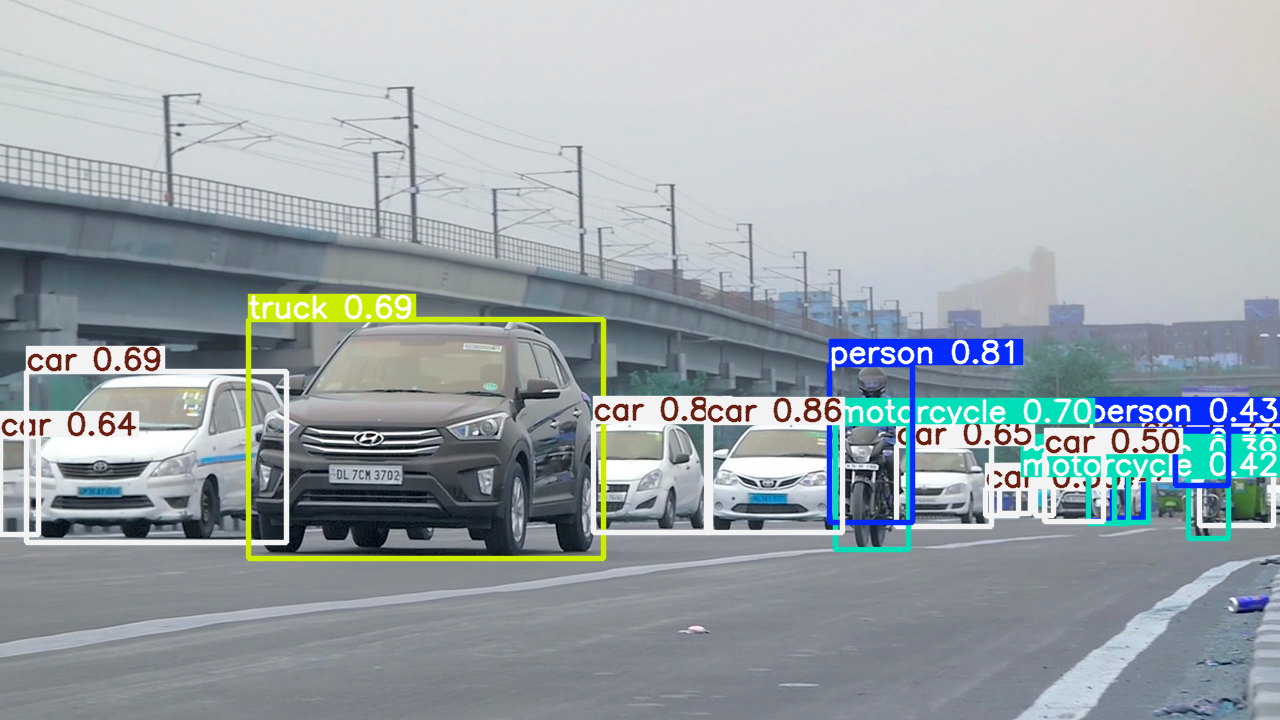 truck 0.69
person 0.81
car 0.69
car 0.8
car 0.86
motorcycle 0.70
person 0.43
car 0.64
car 0.65
car 0.50
motorcycle 0.42
DL 7CM 3702